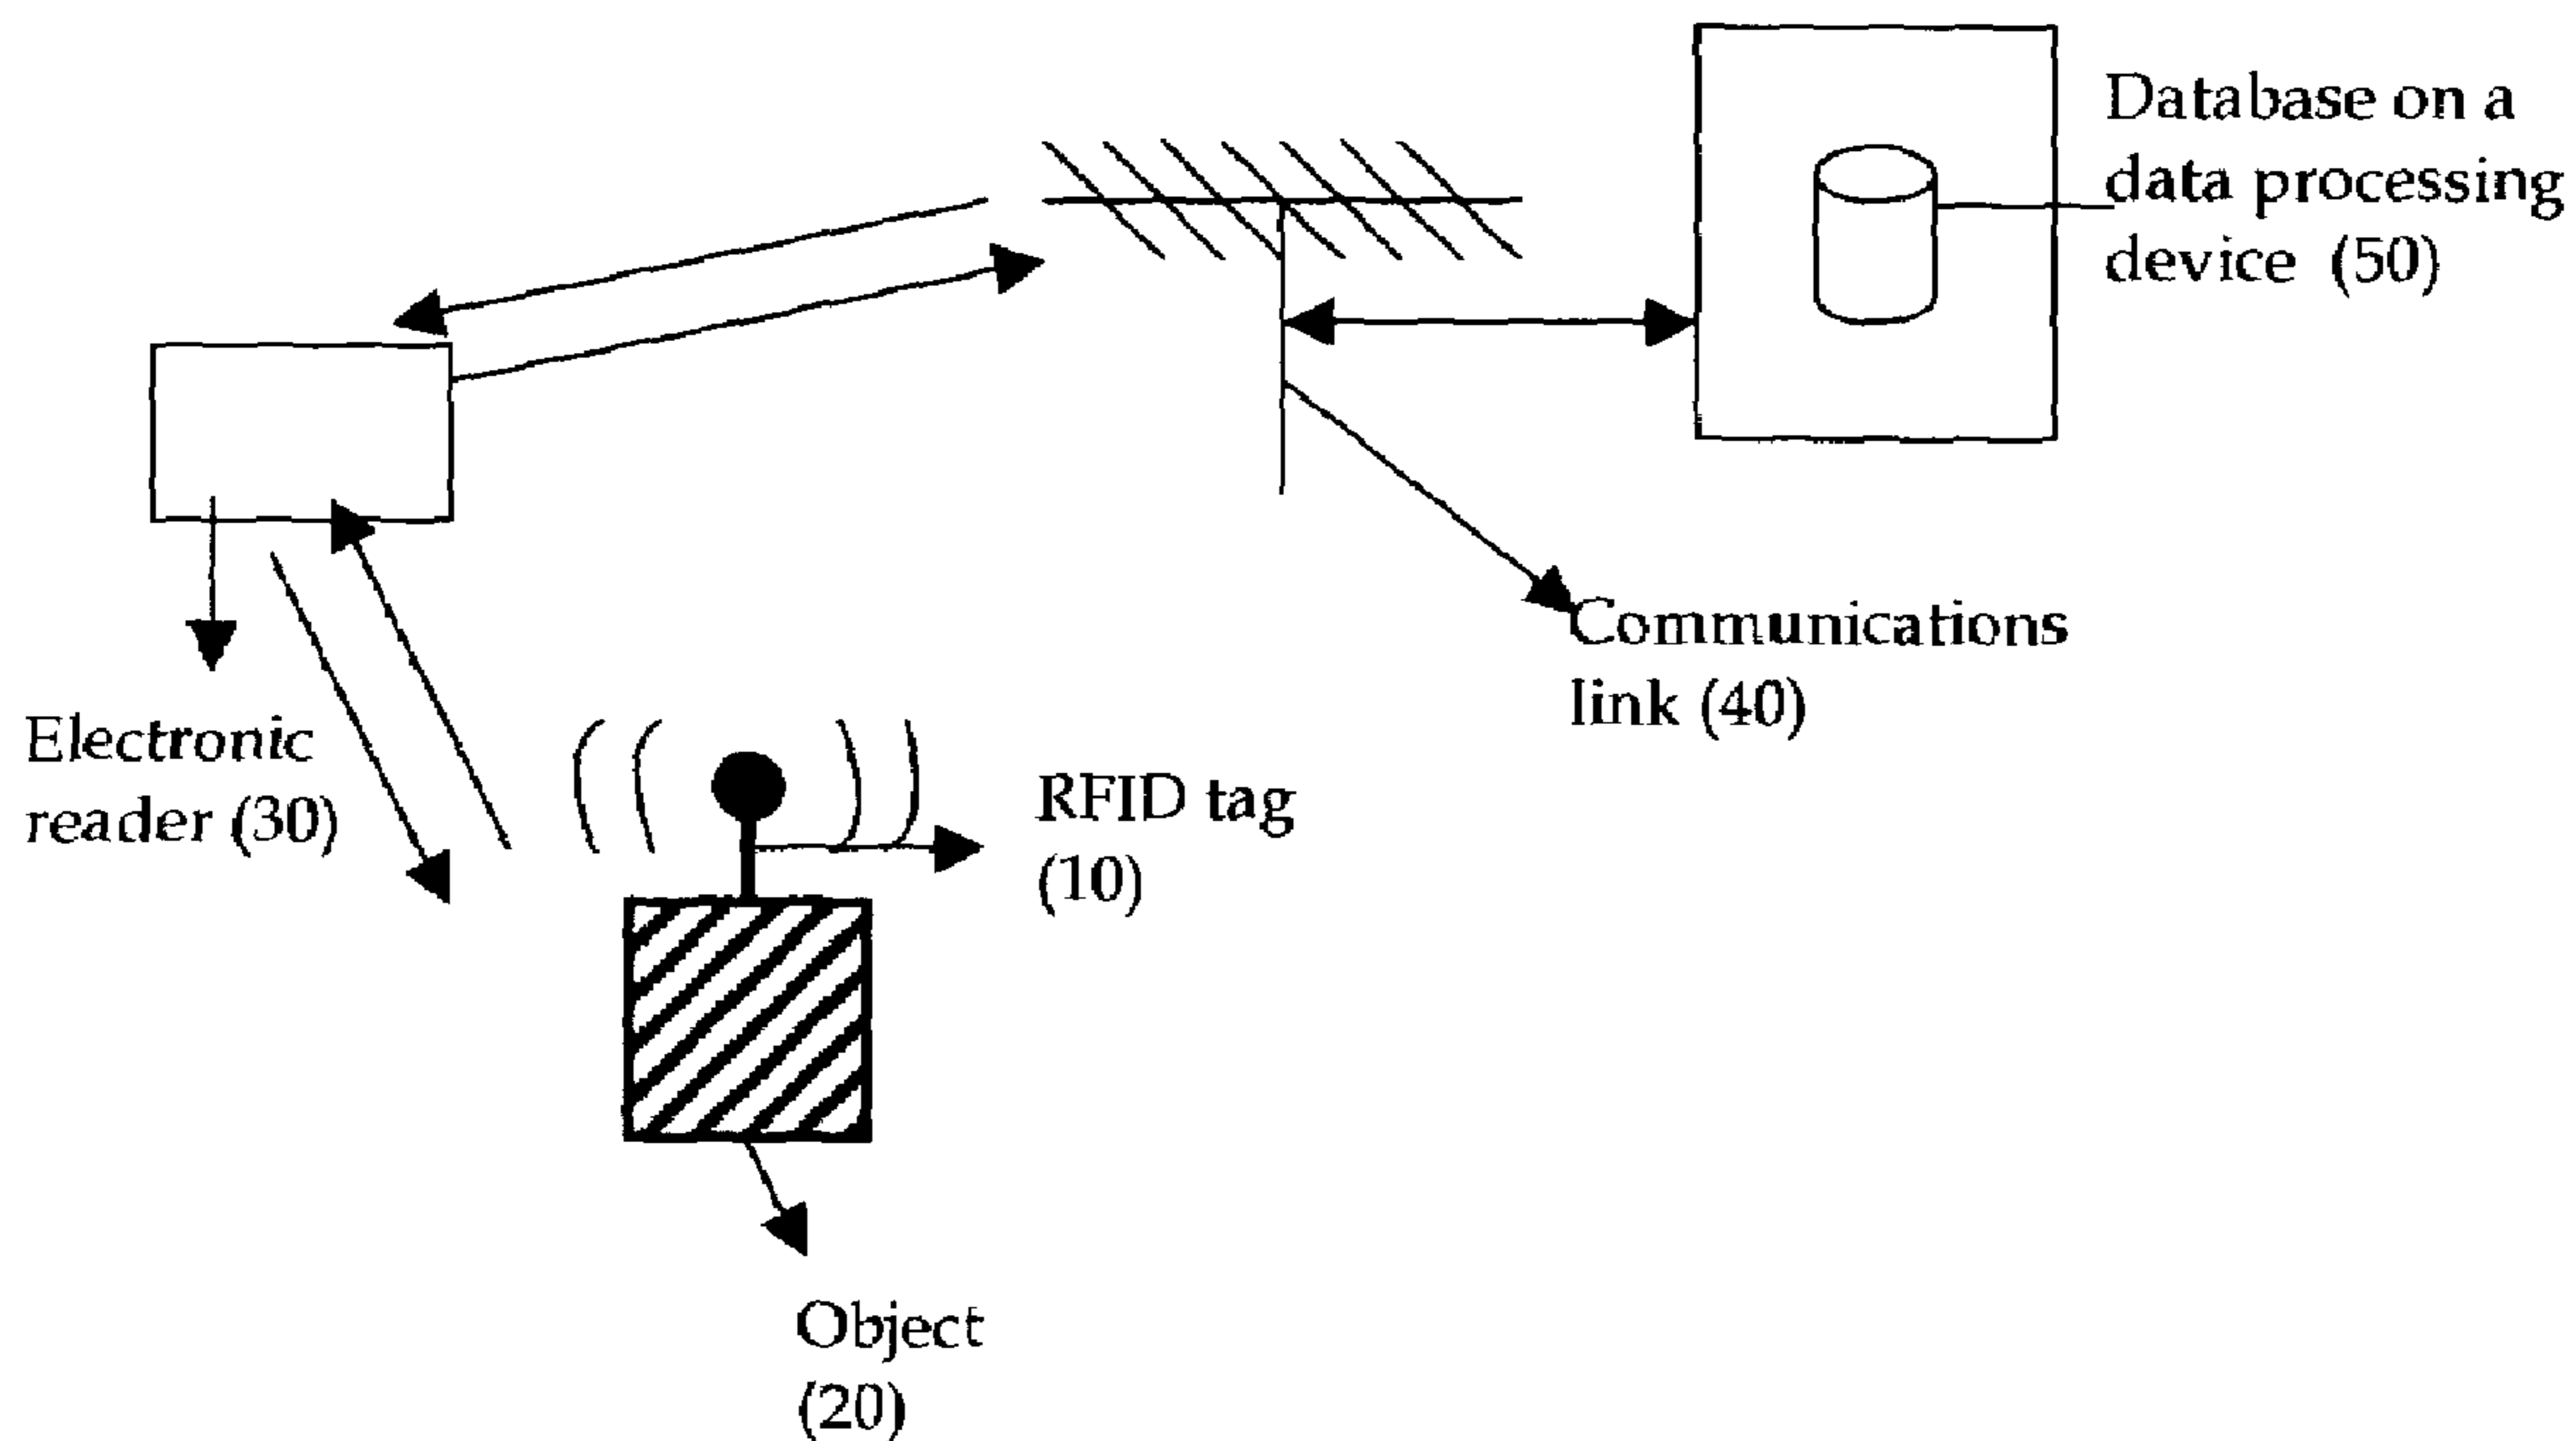 Database on a
data processing
device (50)
Communications
link (40)
Electronic
reader (30)
RFID tag
(10)
Object
(20)